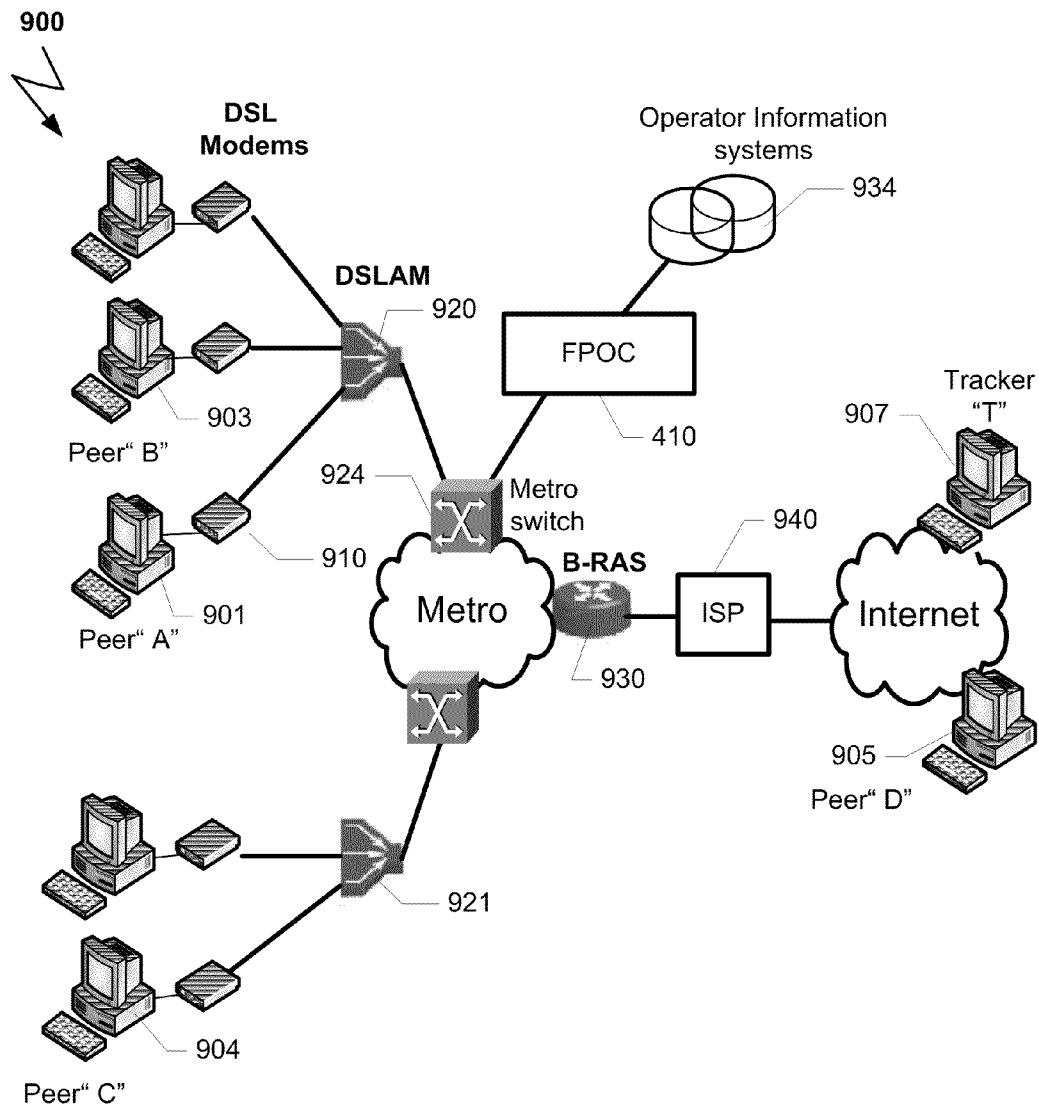 900
DSL
Modems
Operator Information
systems
934
DSLAM
920
FPOC
903
Peer“ B”
410
Tracker
“T”
907
924
Metro
switch
910
940
B-RAS
901
Peer“ A”
Metro
ISP
Internet
930
905
Peer“ D”
921
904
Peer“ C”